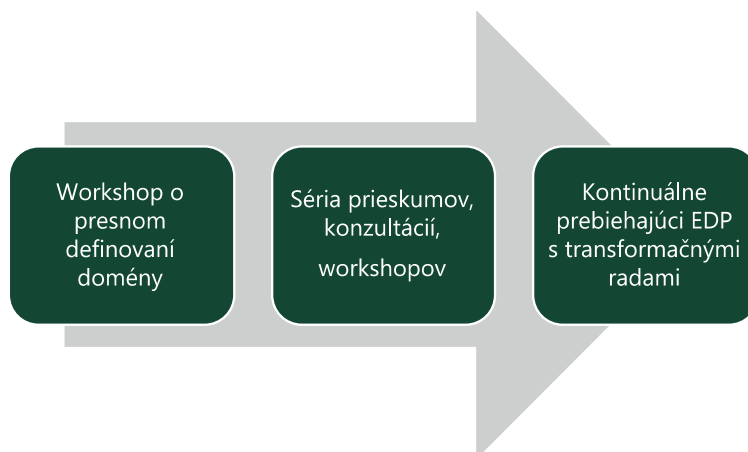 Workshop o
presnom
definovaní
domény
Séria prieskumov,
konzultácií,
workshopov
Kontinuálne
prebiehajúci EDP
s transformačnými
radami